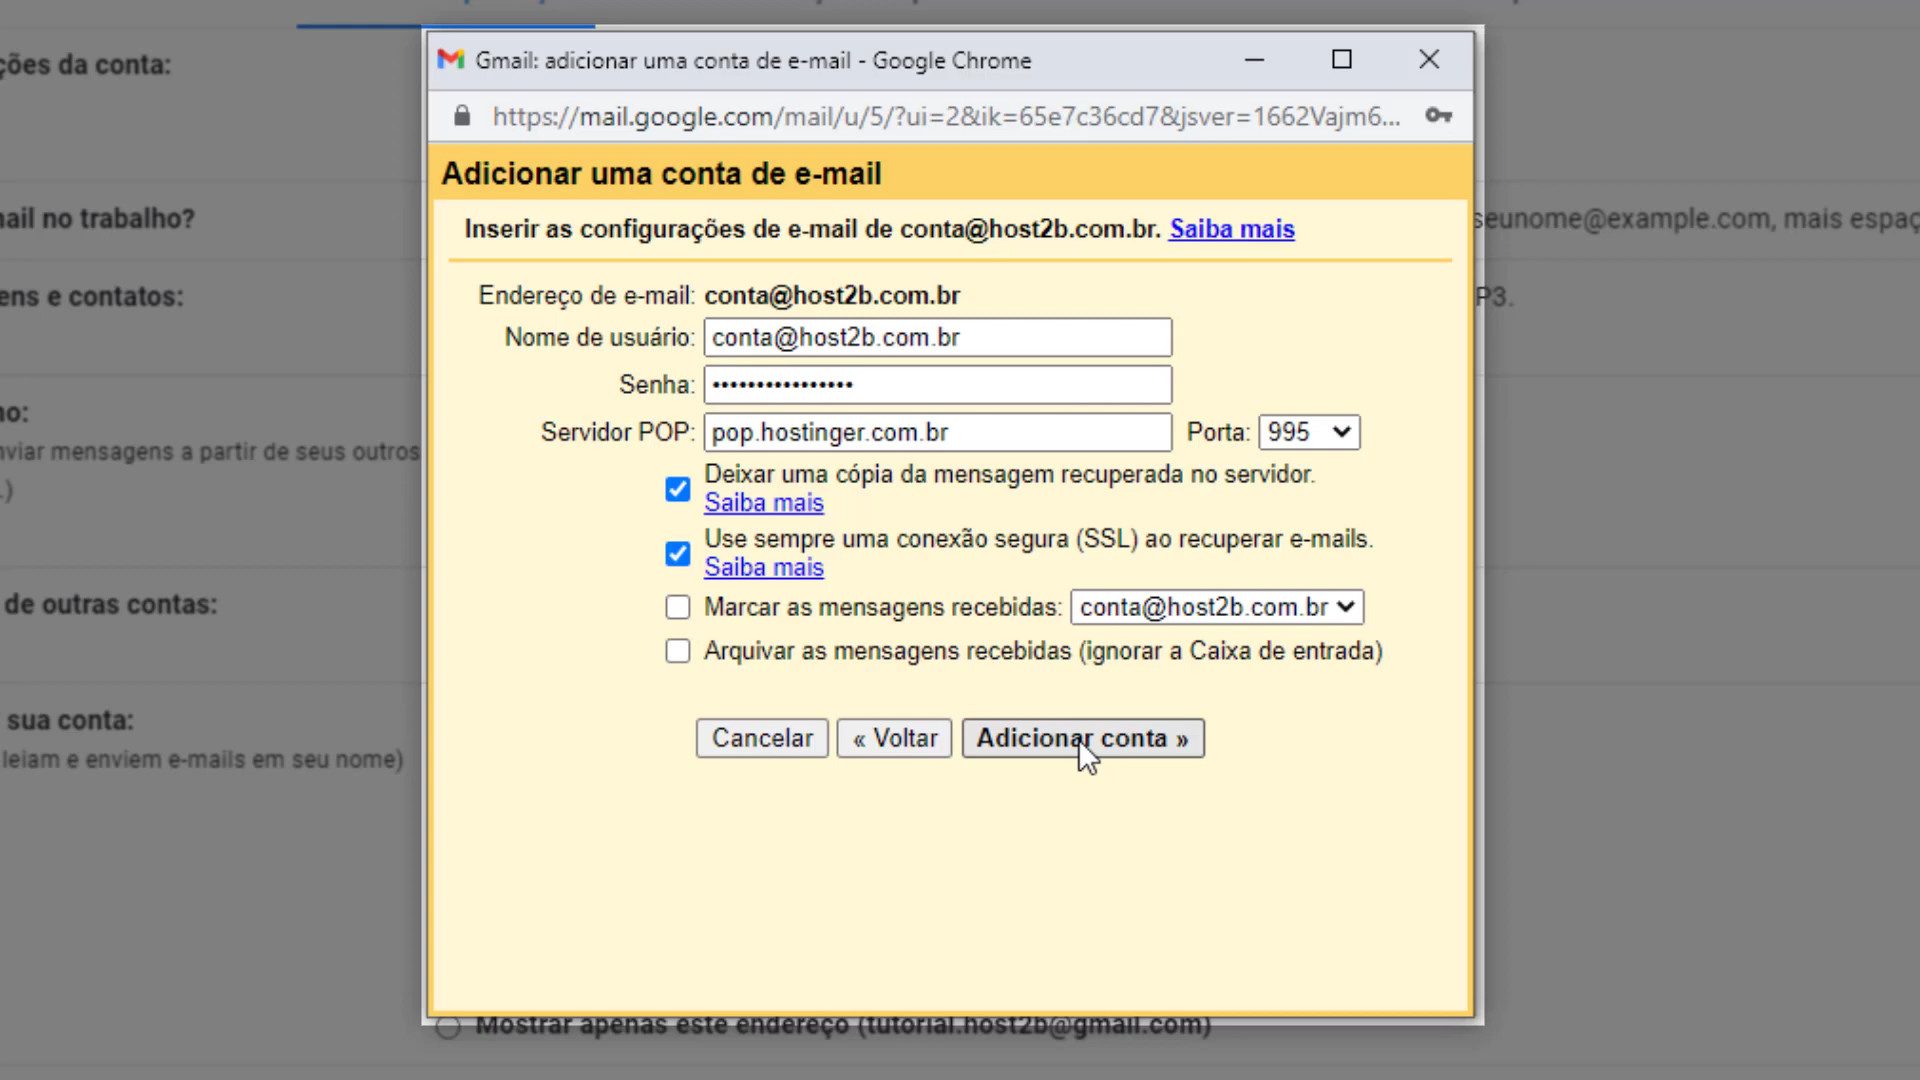 ções da conta:
Gmail: adicionar uma conta de e-mail - Google Chrome
https://mail.google.com/mail/u/5/?ui=2&ik=65e7c36cd7&jsver=1662Vajm6...
Adicionar uma conta de e-mail
nail no trabalho?
Inserir as configurações de e-mail de conta@host2b.com.br. Saiba mais
seunome@example.com, mais espaç
ens e contatos:
Endereço de e-mail: conta@host2b.com.br
P3.
Nome de usuário: conta@host2b.com.br
Senha: ••••••••••••••••
no:
Servidor POP: pop.hostinger.com.br Porta: 995
nviar mensagens a partir de seus outros
.)
Deixar uma cópia da mensagem recuperada no servidor.
Saiba mais
Use sempre uma conexão segura (SSL) ao recuperar e-mails.
Saiba mais
de outras contas:
Marcar as mensagens recebidas: conta@host2b.com.br
Arquivar as mensagens recebidas (ignorar a Caixa de entrada)
sua conta:
leiam e enviem e-mails em seu nome)
Cancelar « Voltar Adicionar conta »
Mostrar apenas este endereço (tutorial.host2b@gmail.com)